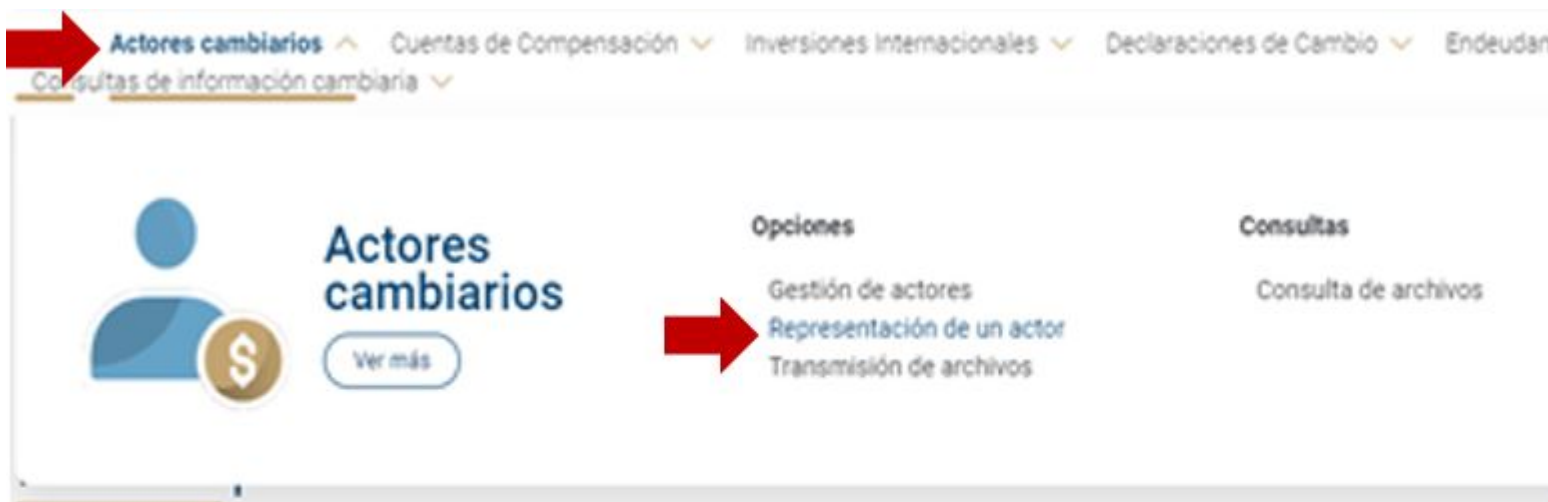 Actores cambiarios Cuentas de Compensación Inversiones Internacionales Declaraciones de Cambio Endeudam
Consultas de información cambiaria
Actores
cambiarios
Ver más
$
Opciones
Gestión de actores
Representación de un actor
Transmisión de archivos
Consultas
Consulta de archivos